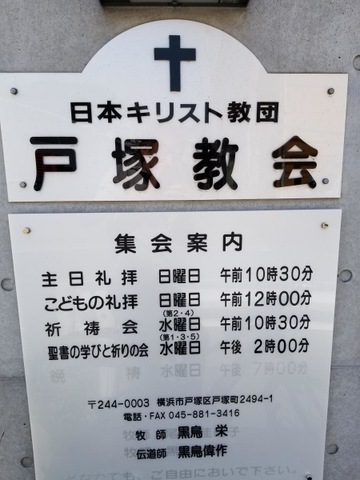 日本キリスト教団
戸塚教会
集会案内
主日礼拝 日曜日 午前10時30分
こどもの礼拝 日曜日 午前12時00分
祈祷会 (第2・4)水曜日 午前10時30分
聖書の学びと祈りの会 (第1・3・5)水曜日 午後 2時00分
〒244-0003 横浜市戸塚区戸塚町2494-1
電話・FAX 045-881-3416
牧師 黒鳥 栄
伝道師 黒鳥偉作
ご自由においで下さい。